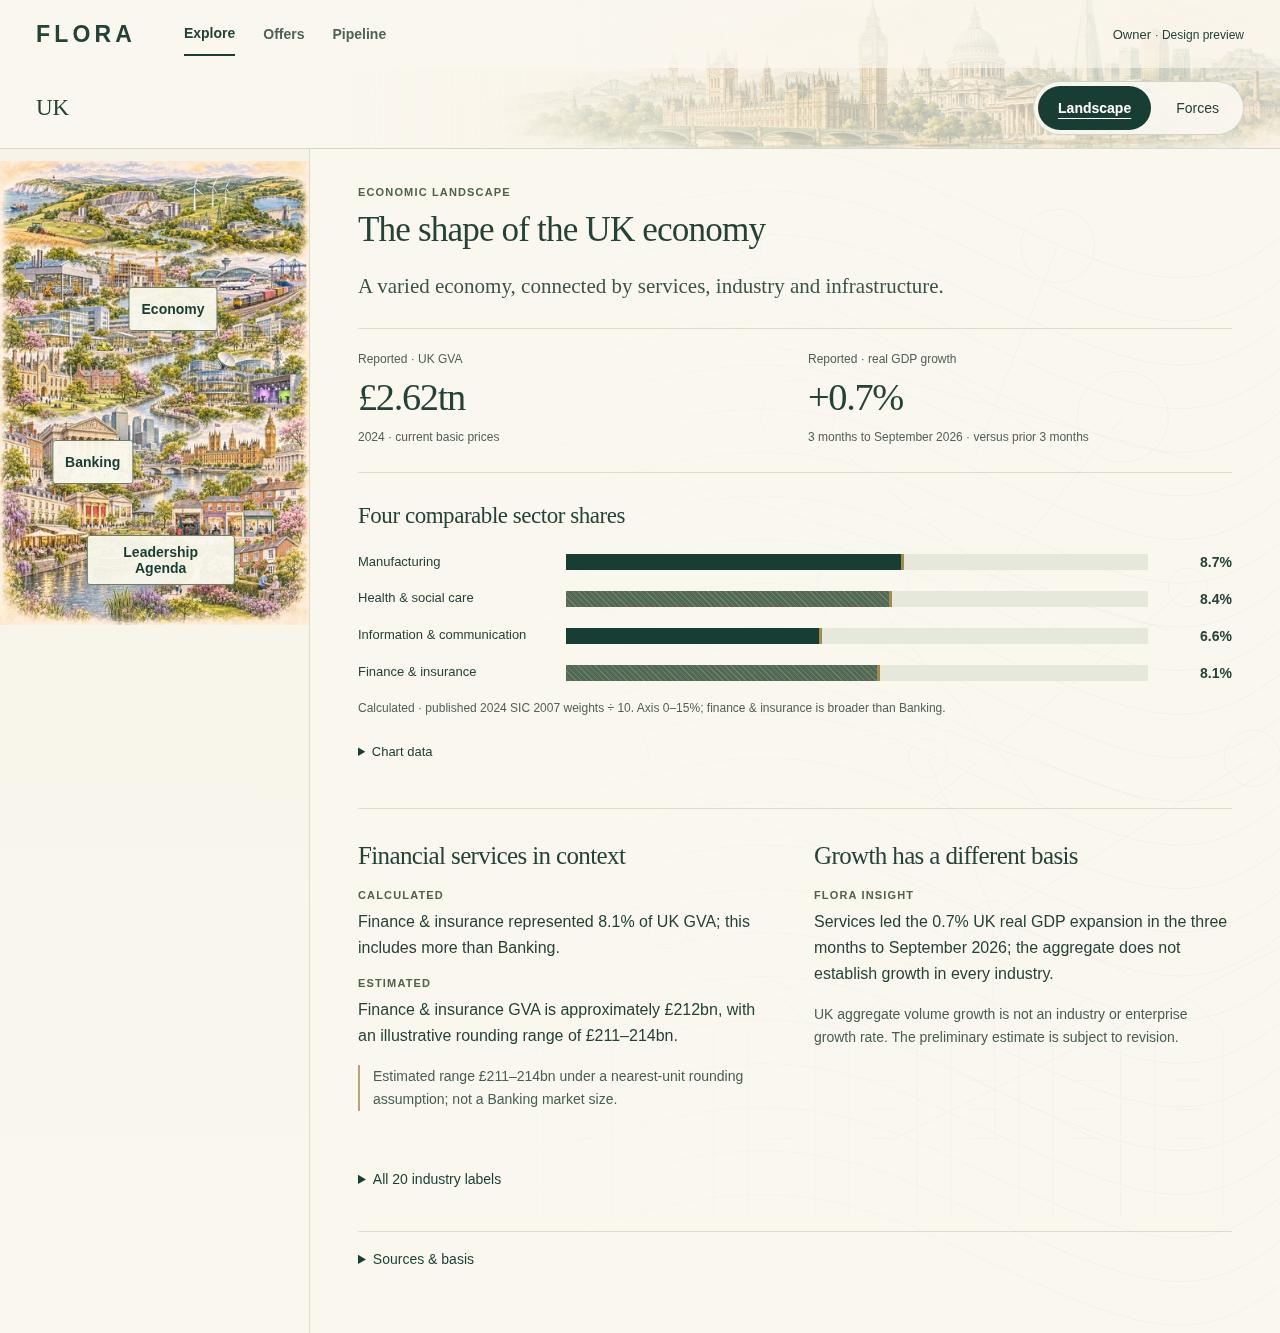 FLORA
Explore
Offers
Pipeline
Owner · Design preview
UK
Landscape
Forces
Economy
Banking
Leadership
Agenda
ECONOMIC LANDSCAPE
The shape of the UK economy
A varied economy, connected by services, industry and infrastructure.
Reported · UK GVA
£2.62tn
2024 · current basic prices
Reported · real GDP growth
+0.7%
3 months to September 2026 · versus prior 3 months
Four comparable sector shares
Manufacturing 8.7%
Health & social care 8.4%
Information & communication 6.6%
Finance & insurance 8.1%
Calculated · published 2024 SIC 2007 weights ÷ 10. Axis 0–15%; finance & insurance is broader than Banking.
Chart data
Financial services in context
CALCULATED
Finance & insurance represented 8.1% of UK GVA; this
includes more than Banking.
ESTIMATED
Finance & insurance GVA is approximately £212bn, with
an illustrative rounding range of £211–214bn.
Estimated range £211–214bn under a nearest-unit rounding
assumption; not a Banking market size.
Growth has a different basis
FLORA INSIGHT
Services led the 0.7% UK real GDP expansion in the three
months to September 2026; the aggregate does not
establish growth in every industry.
UK aggregate volume growth is not an industry or enterprise
growth rate. The preliminary estimate is subject to revision.
All 20 industry labels
Sources & basis